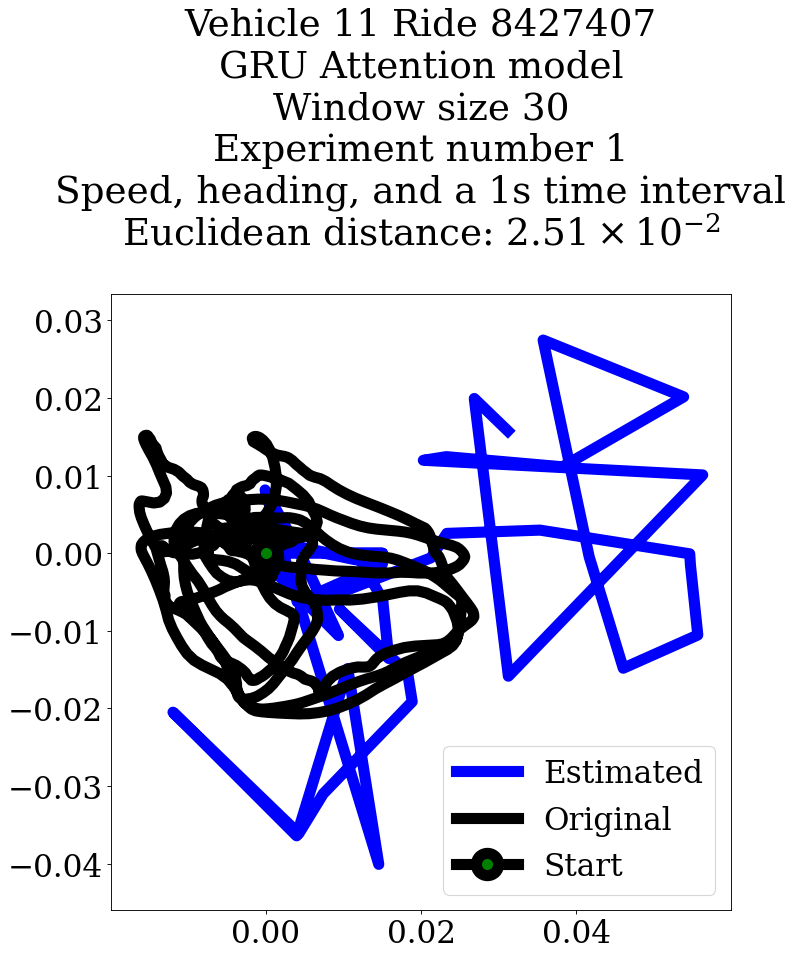 Vehicle 11 Ride 8427407
GRU Attention model
Window size 30
Experiment number 1
Speed, heading, and a 1s time interval
Euclidean distance: 2.51 × 10⁻²
0.03
0.02
0.01
0.00
−0.01
−0.02
−0.03
−0.04
Estimated
Original
Start
0.00 0.02 0.04